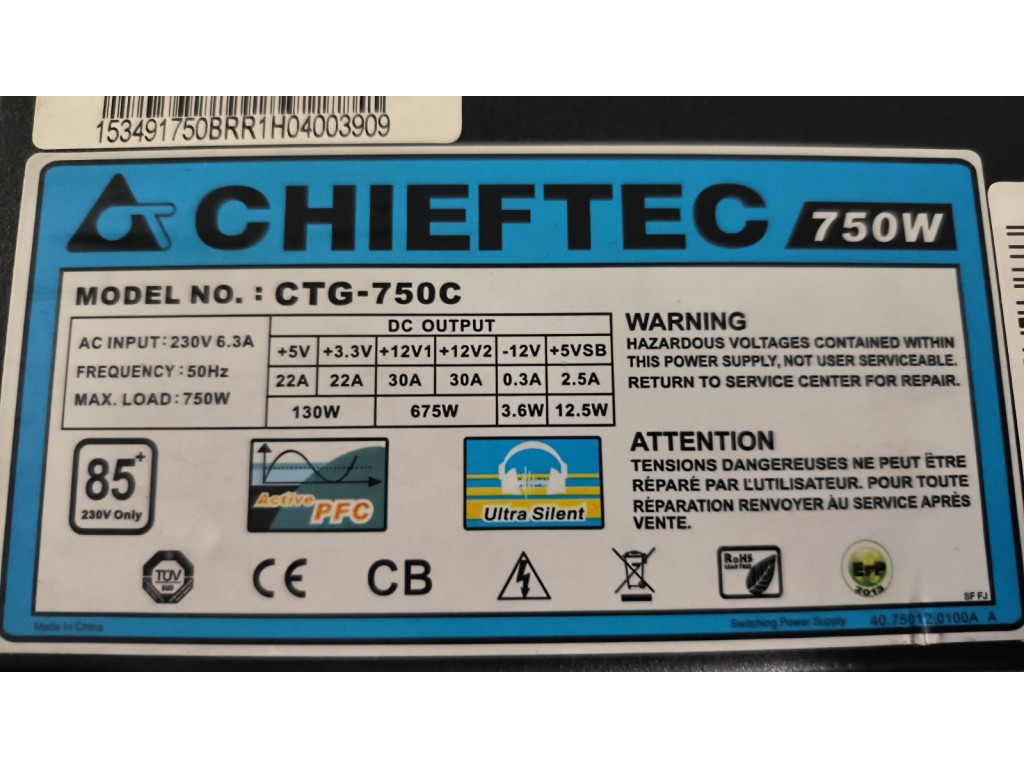 153491750BRR1H04003909
CHIEFTEC 750W
MODEL NO. : CTG-750C
AC INPUT: 230V 6.3A
FREQUENCY: 50Hz
MAX. LOAD: 750W
DC OUTPUT
+5V +3.3V +12V1 +12V2 -12V +5VSB
22A 22A 30A 30A 0.3A 2.5A
130W 675W 3.6W 12.5W
WARNING
HAZARDOUS VOLTAGES CONTAINED WITHIN
THIS POWER SUPPLY, NOT USER SERVICEABLE.
RETURN TO SERVICE CENTER FOR REPAIR.
ATTENTION
TENSIONS DANGEREUSES NE PEUT ÊTRE
RÉPARÉ PAR L'UTILISATEUR. POUR TOUTE
RÉPARATION RENVOYER À SERVICE APRÈS
VENTE.
85+
230V Only
Active
PFC
Ultra Silent
TÜV
SÜD
CE
CB
RoHS
LEAD FREE
ErP
2013
SF FJ
Made In China
Switching Power Supply 40.75012.0100A A